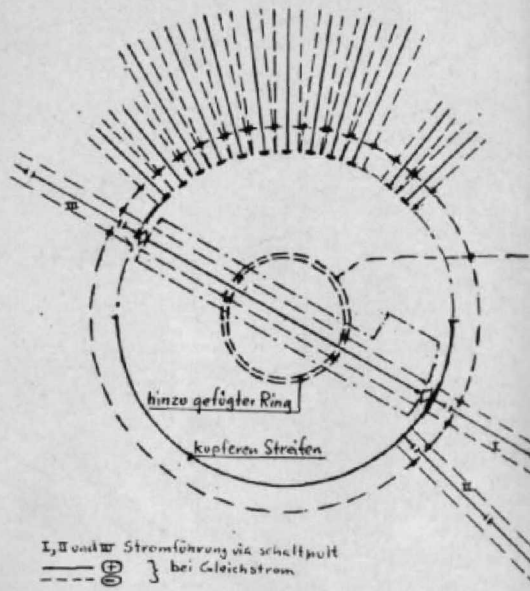 III
hinzu gefügter Ring
kupferen Streifen
I
II
I, II und III Stromführung via schaltpult
+
- } bei Gleichstrom